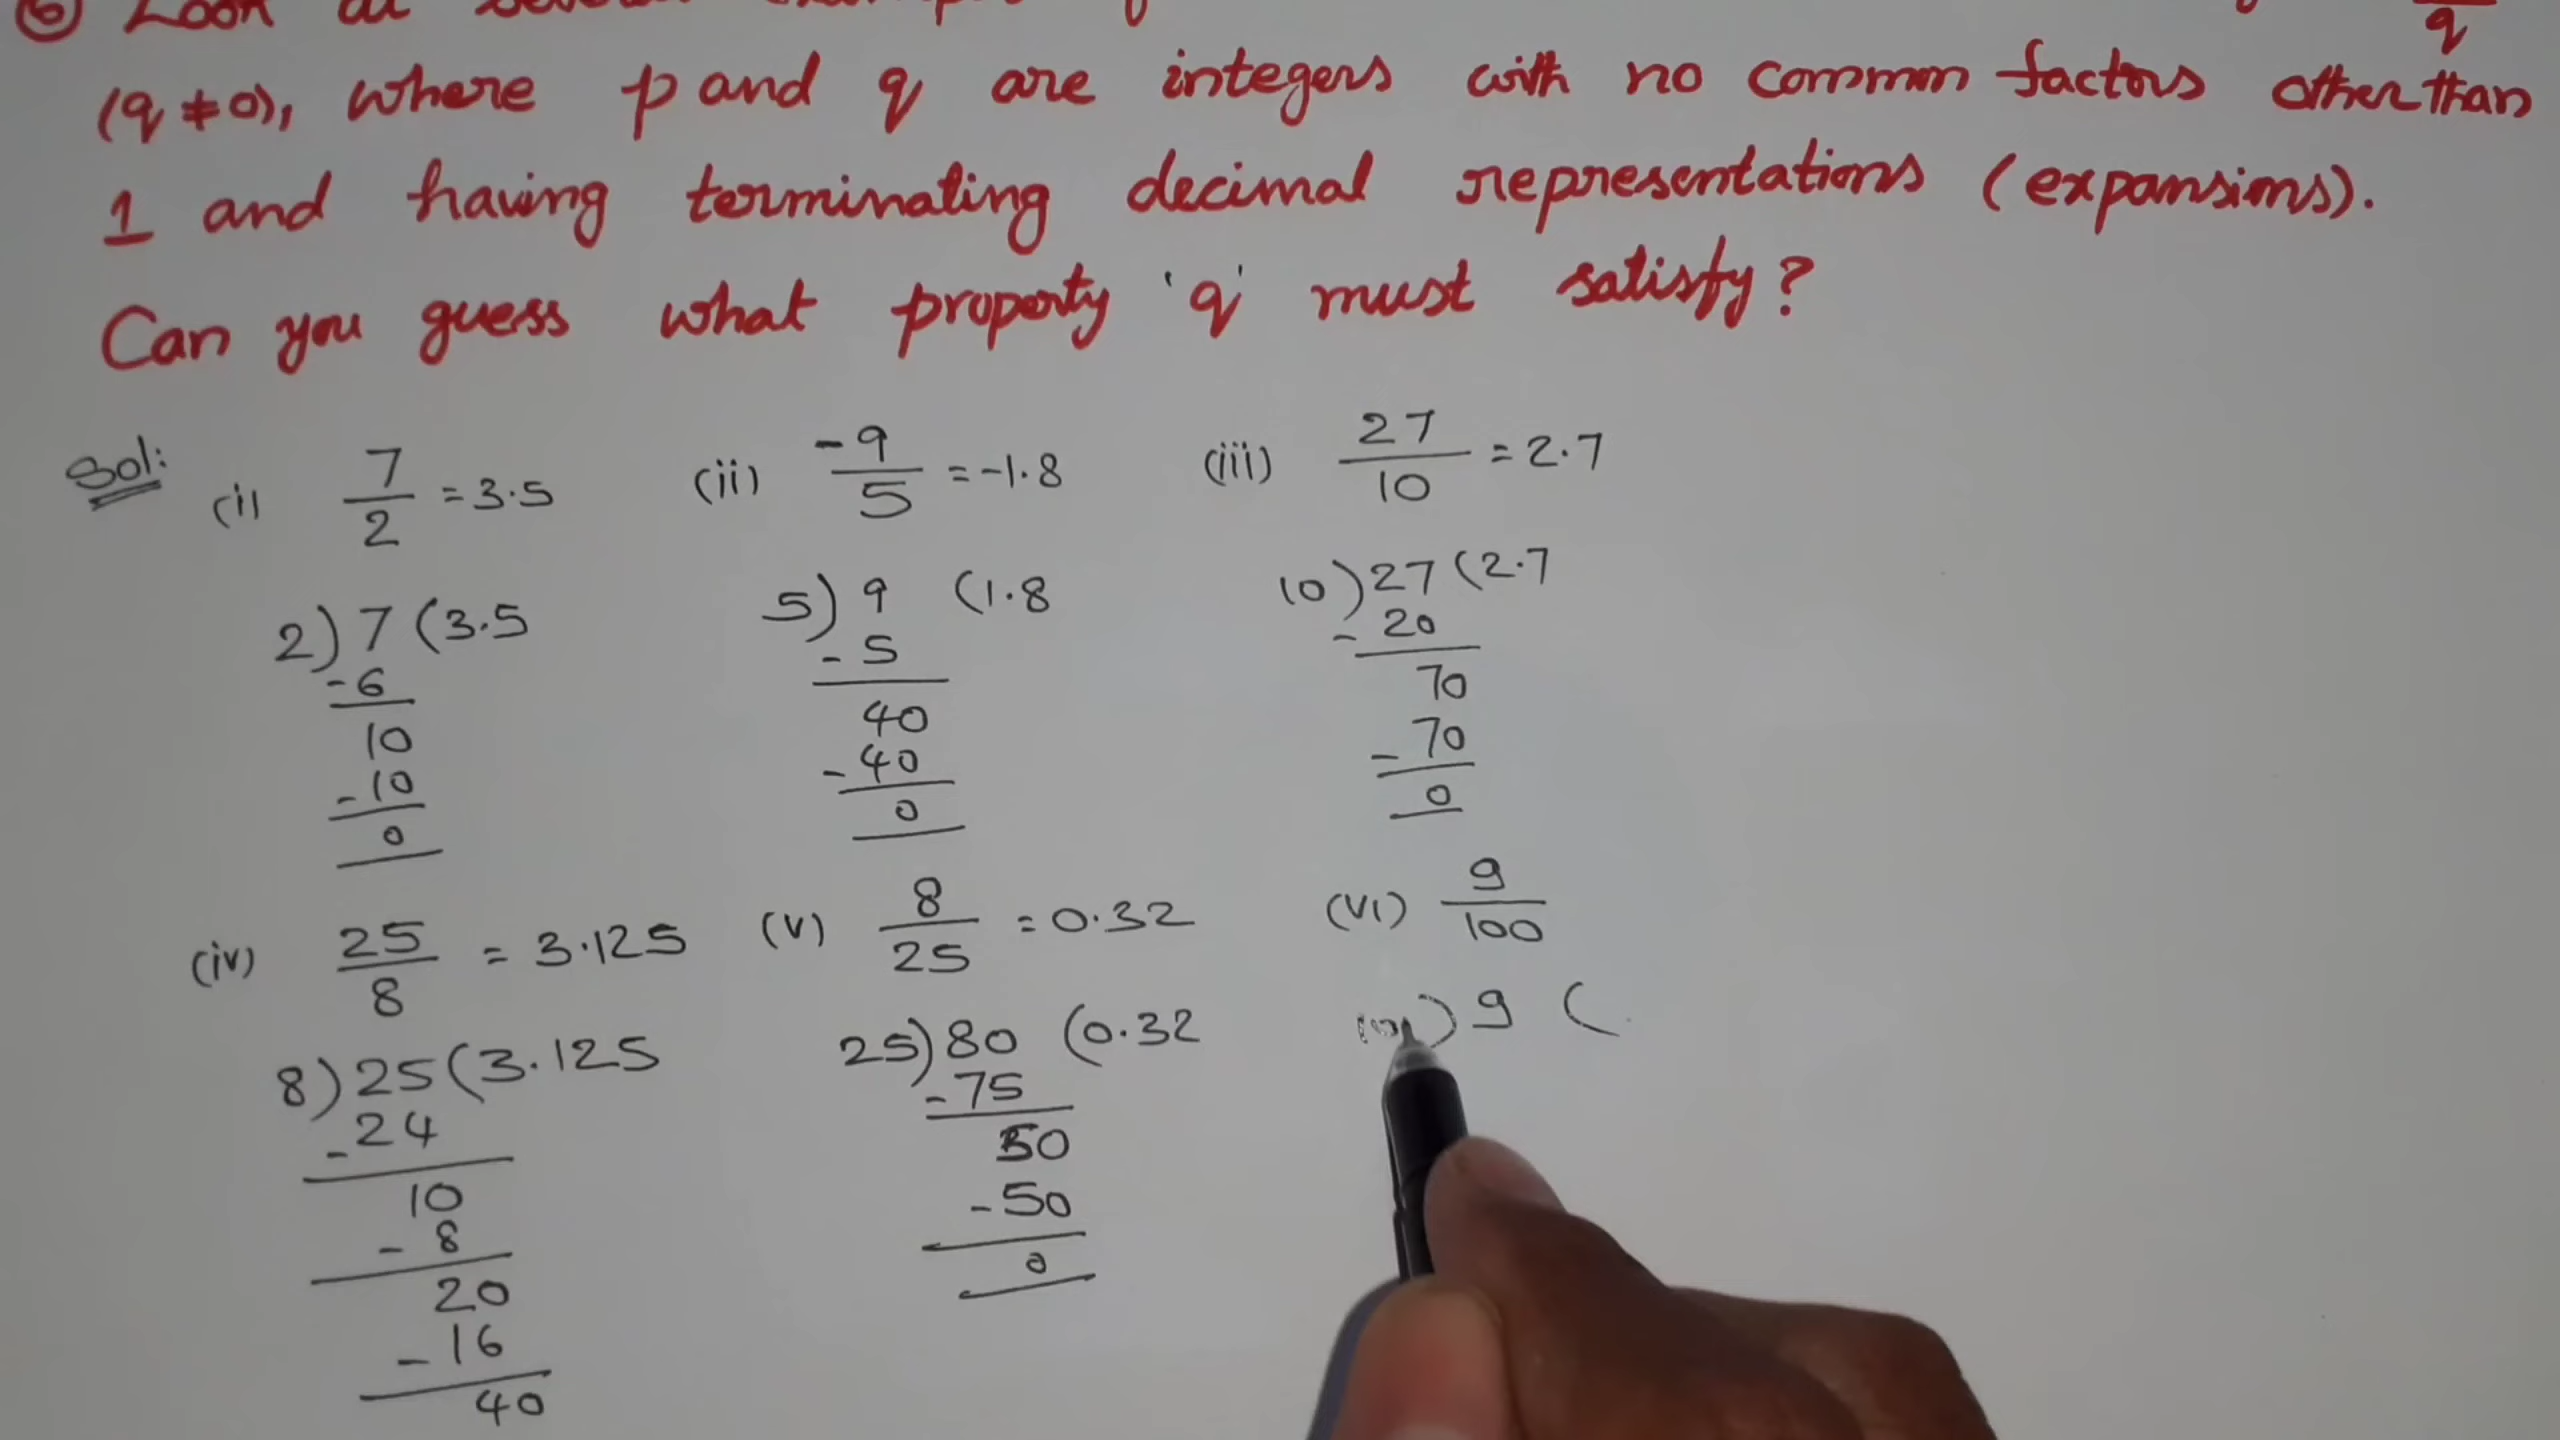 ⑥ Look at several
q
(q ≠ 0), where p and q are integers with no common factors other than
1 and having terminating decimal representations (expansions).
Can you guess what property 'q' must satisfy?
Sol:
(i) 7/2 = 3.5 (ii) -9/5 = -1.8 (iii) 27/10 = 2.7
2) 7 (3.5
-6
10
-10
0
5) 9 (1.8
-5
40
-40
0
10) 27 (2.7
-20
70
-70
0
(iv) 25/8 = 3.125 (v) 8/25 = 0.32 (vi) 9/100
8) 25 (3.125
-24
10
-8
20
-16
40
25) 80 (0.32
-75
50
-50
0
) 9 (